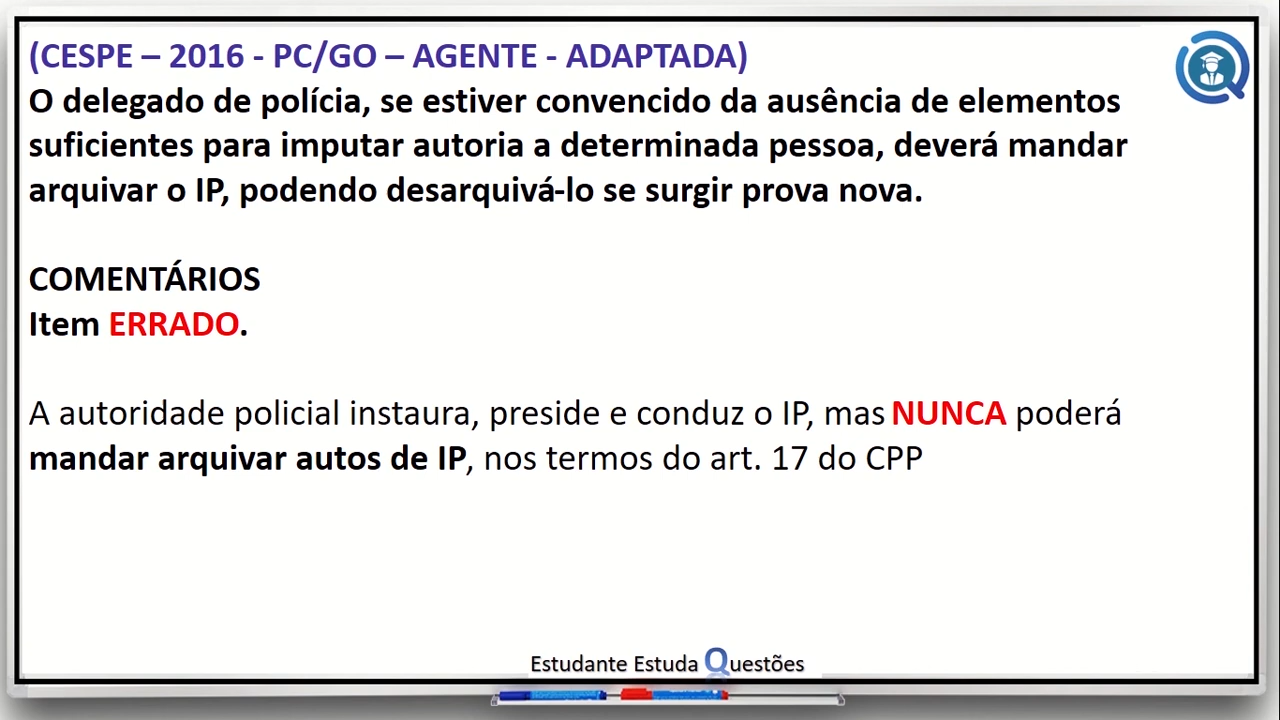 (CESPE – 2016 - PC/GO – AGENTE - ADAPTADA)
O delegado de polícia, se estiver convencido da ausência de elementos
suficientes para imputar autoria a determinada pessoa, deverá mandar
arquivar o IP, podendo desarquivá-lo se surgir prova nova.
COMENTÁRIOS
Item ERRADO.
A autoridade policial instaura, preside e conduz o IP, mas NUNCA poderá
mandar arquivar autos de IP, nos termos do art. 17 do CPP
Estudante Estuda Questões